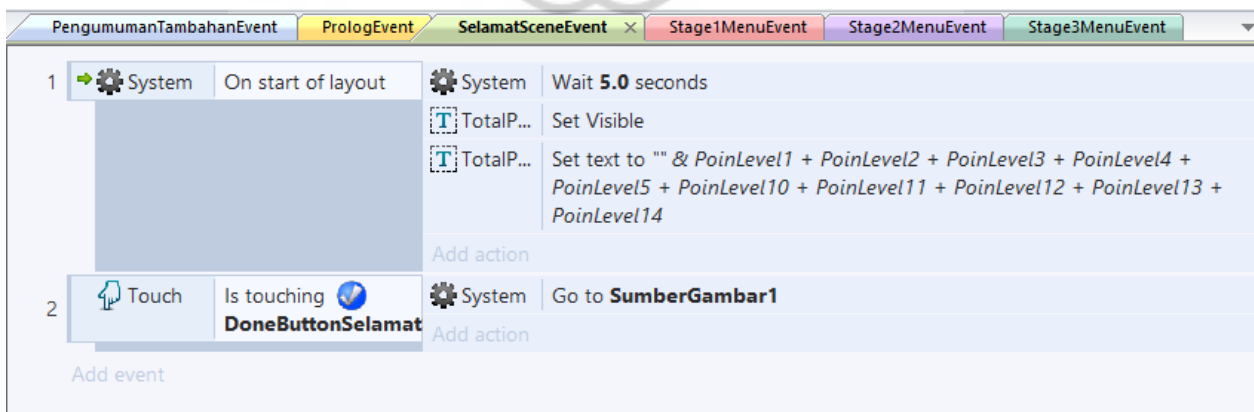 PengumumanTambahanEvent PrologEvent SelamatSceneEvent × Stage1MenuEvent Stage2MenuEvent Stage3MenuEvent
1 System On start of layout System Wait 5.0 seconds
TotalP... Set Visible
TotalP... Set text to "" & PoinLevel1 + PoinLevel2 + PoinLevel3 + PoinLevel4 +
PoinLevel5 + PoinLevel10 + PoinLevel11 + PoinLevel12 + PoinLevel13 +
PoinLevel14
Add action
2 Touch Is touching System Go to SumberGambar1
DoneButtonSelamat Add action
Add event